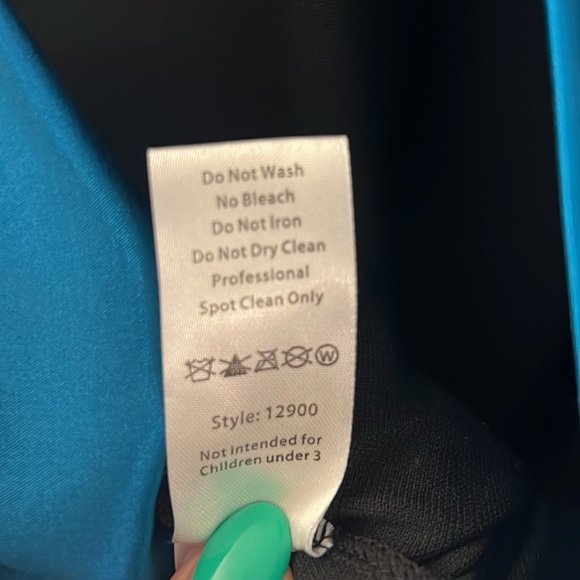 Do Not Wash
No Bleach
Do Not Iron
Do Not Dry Clean
Professional
Spot Clean Only
W
Style: 12900
Not intended for
Children under 3